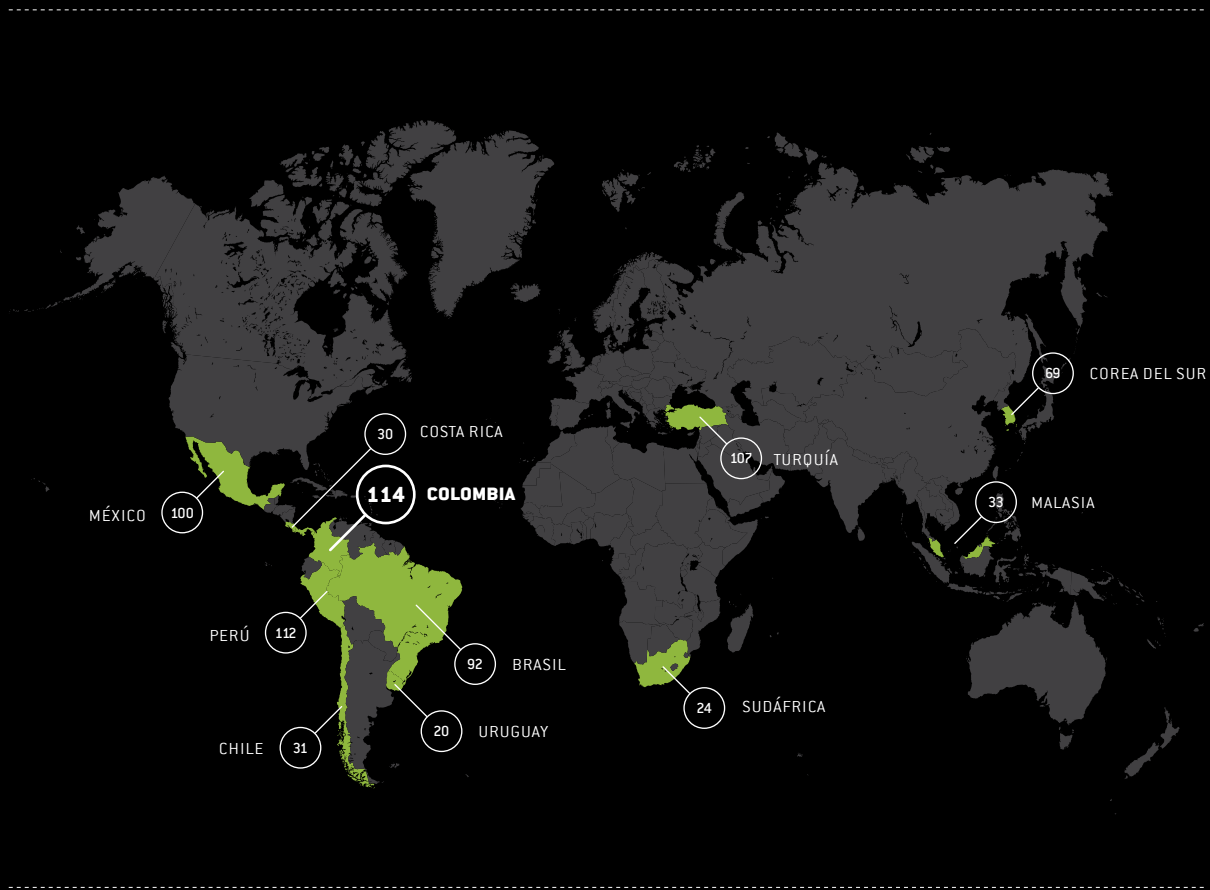 69 COREA DEL SUR
30 COSTA RICA
107 TURQUÍA
114 COLOMBIA
33 MALASIA
MÉXICO 100
PERÚ 112
92 BRASIL
24 SUDÁFRICA
20 URUGUAY
CHILE 31